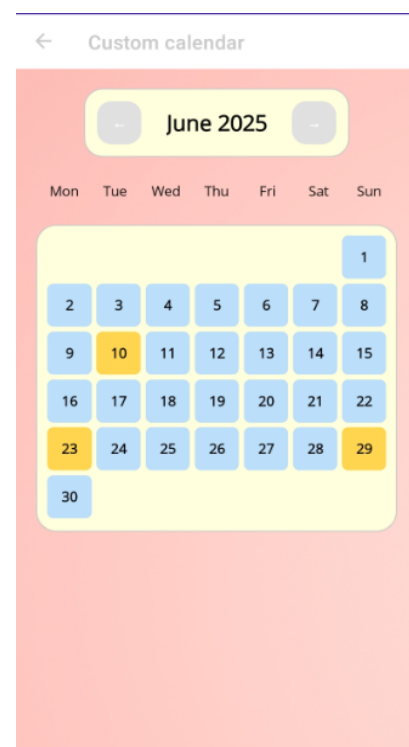 ← Custom calendar
← June 2025 →
Mon Tue Wed Thu Fri Sat Sun
1
2 3 4 5 6 7 8
9 10 11 12 13 14 15
16 17 18 19 20 21 22
23 24 25 26 27 28 29
30